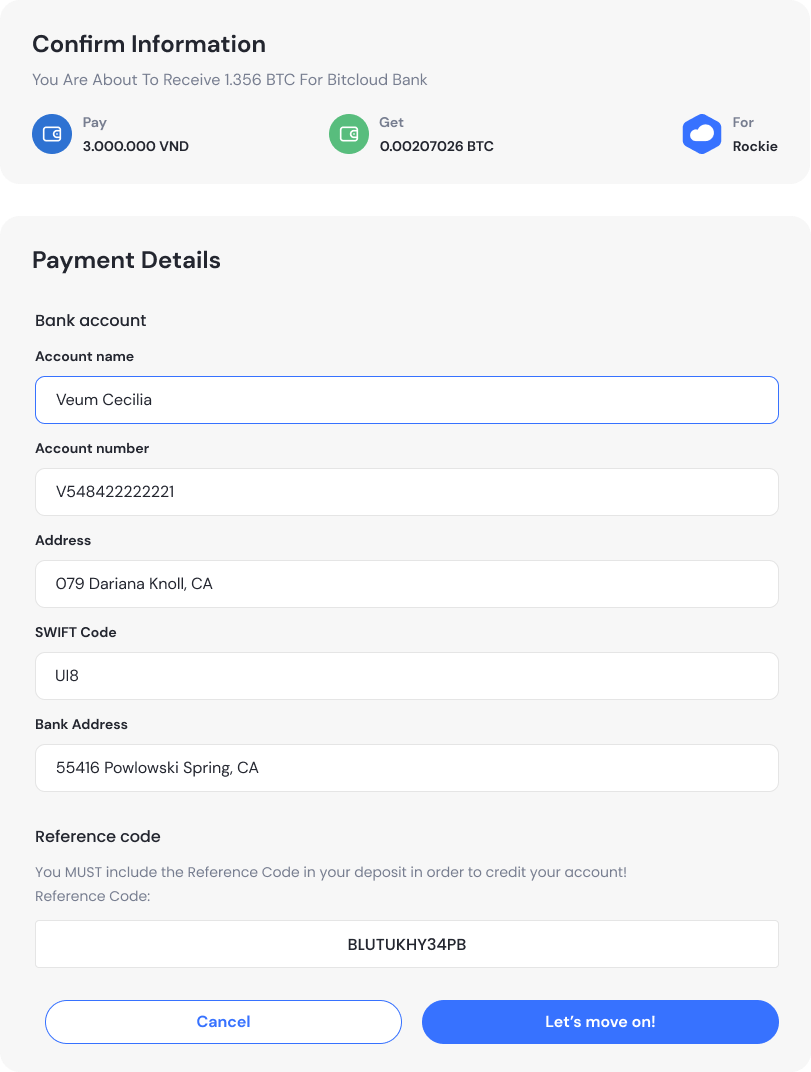 Confirm Information
You Are About To Receive 1.356 BTC For Bitcloud Bank
Pay
3.000.000 VND
Get
0.00207026 BTC
For
Rockie
Payment Details
Bank account
Account name
Veum Cecilia
Account number
V548422222221
Address
079 Dariana Knoll, CA
SWIFT Code
UI8
Bank Address
55416 Powlowski Spring, CA
Reference code
You MUST include the Reference Code in your deposit in order to credit your account!
Reference Code:
BLUTUKHY34PB
Cancel
Let’s move on!